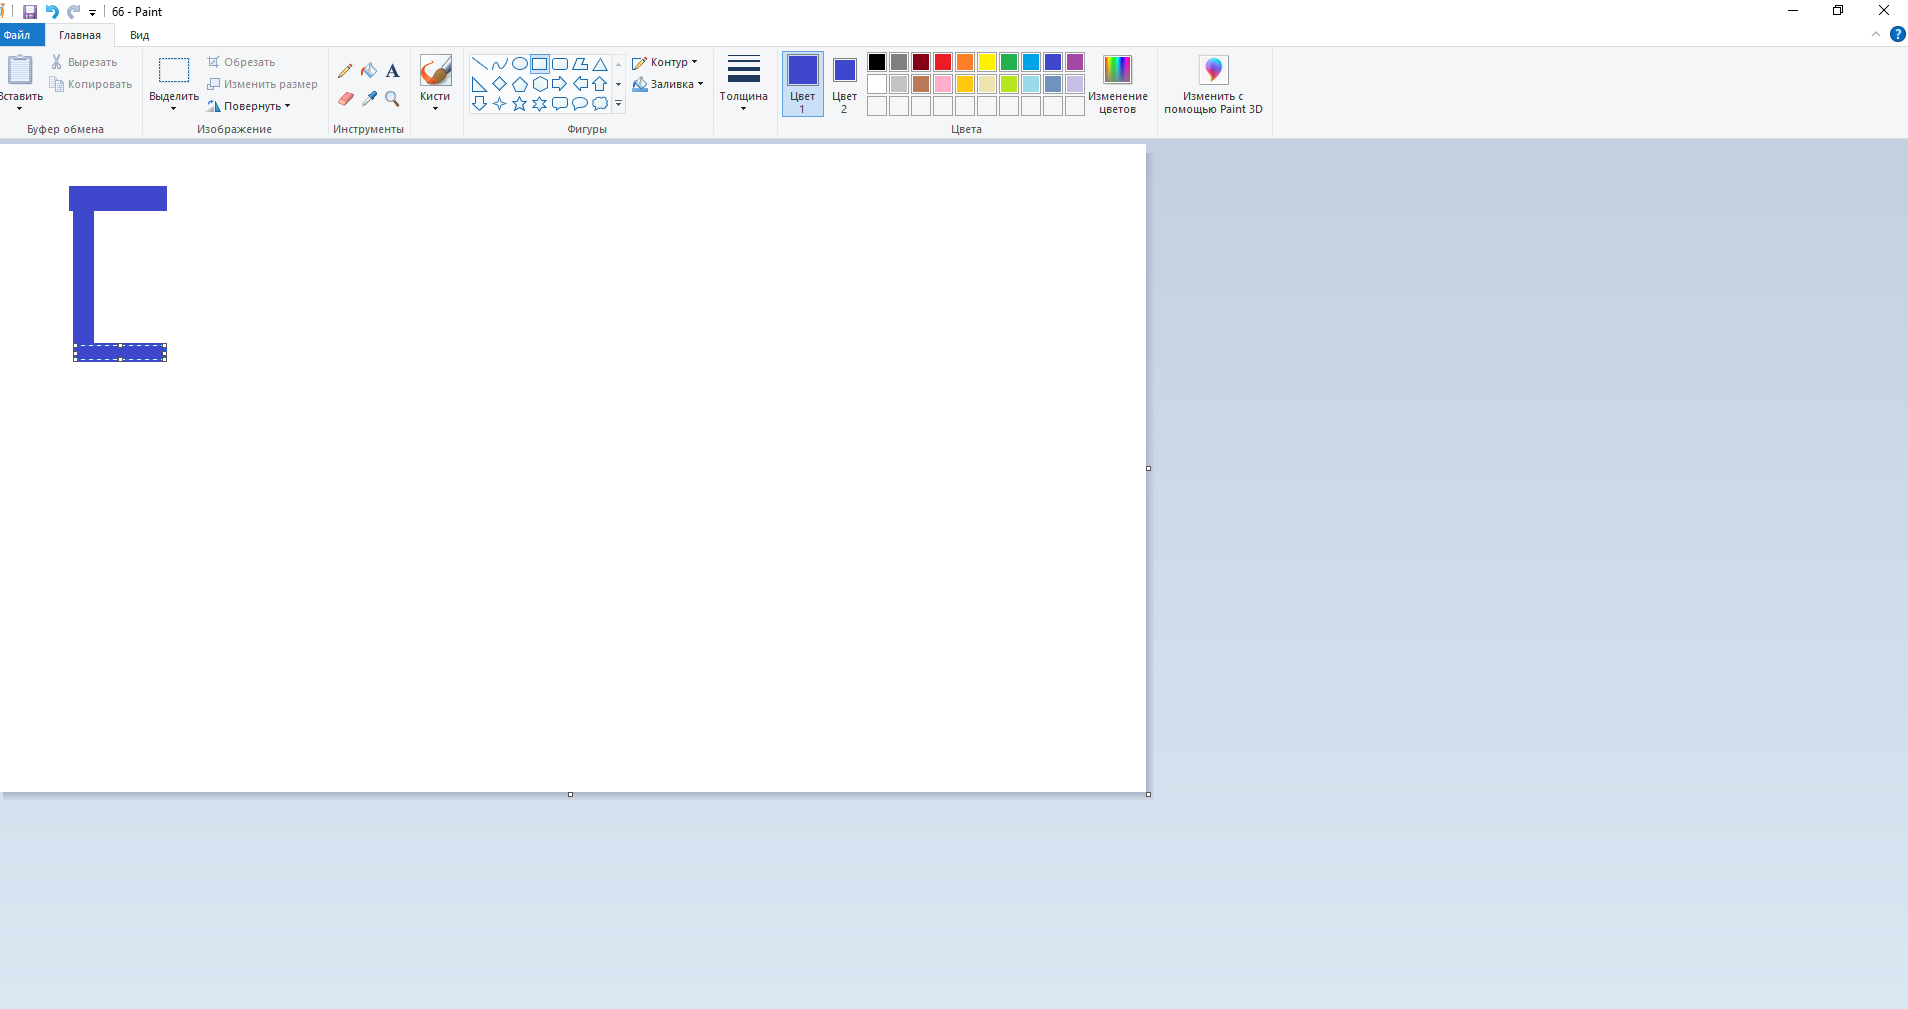 66 - Paint
Файл Главная Вид
Вставить
Вырезать
Копировать
Буфер обмена
Выделить
Обрезать
Изменить размер
Повернуть
Изображение
Инструменты
Кисти
Контур
Заливка
Фигуры
Толщина
Цвет
1
Цвет
2
Изменение
цветов
Цвета
Изменить с
помощью Paint 3D